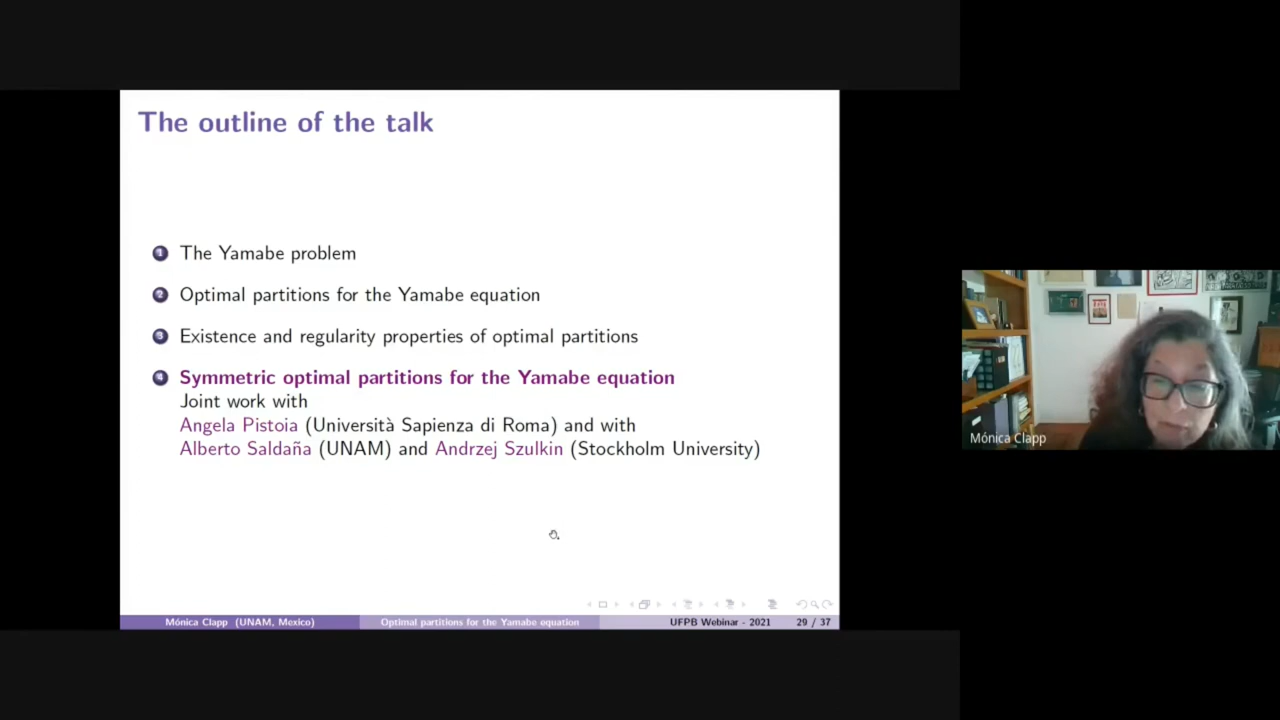 The outline of the talk
1 The Yamabe problem
2 Optimal partitions for the Yamabe equation
3 Existence and regularity properties of optimal partitions
4 Symmetric optimal partitions for the Yamabe equation
Joint work with
Angela Pistoia (Università Sapienza di Roma) and with
Alberto Saldaña (UNAM) and Andrzej Szulkin (Stockholm University)
Mónica Clapp (UNAM, Mexico) Optimal partitions for the Yamabe equation UFPB Webinar - 2021 29 / 37
Mónica Clapp